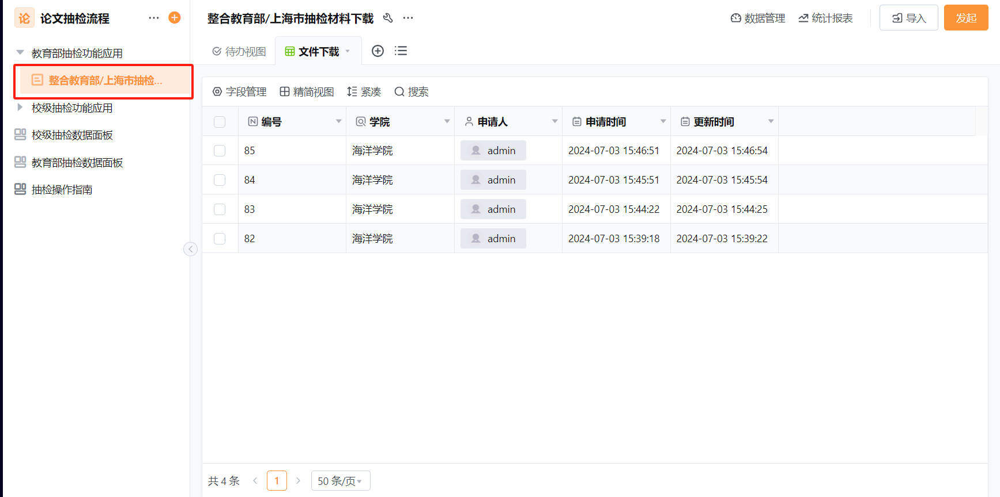 论 论文抽检流程
教育部抽检功能应用
整合教育部/上海市抽检...
校级抽检功能应用
校级抽检数据面板
教育部抽检数据面板
抽检操作指南
整合教育部/上海市抽检材料下载
数据管理 统计报表 导入 发起
待办视图 文件下载
字段管理 精简视图 紧凑 搜索
编号 学院 申请人 申请时间 更新时间
85 海洋学院 admin 2024-07-03 15:46:51 2024-07-03 15:46:54
84 海洋学院 admin 2024-07-03 15:45:51 2024-07-03 15:45:54
83 海洋学院 admin 2024-07-03 15:44:22 2024-07-03 15:44:25
82 海洋学院 admin 2024-07-03 15:39:18 2024-07-03 15:39:22
共 4 条 1 50 条/页